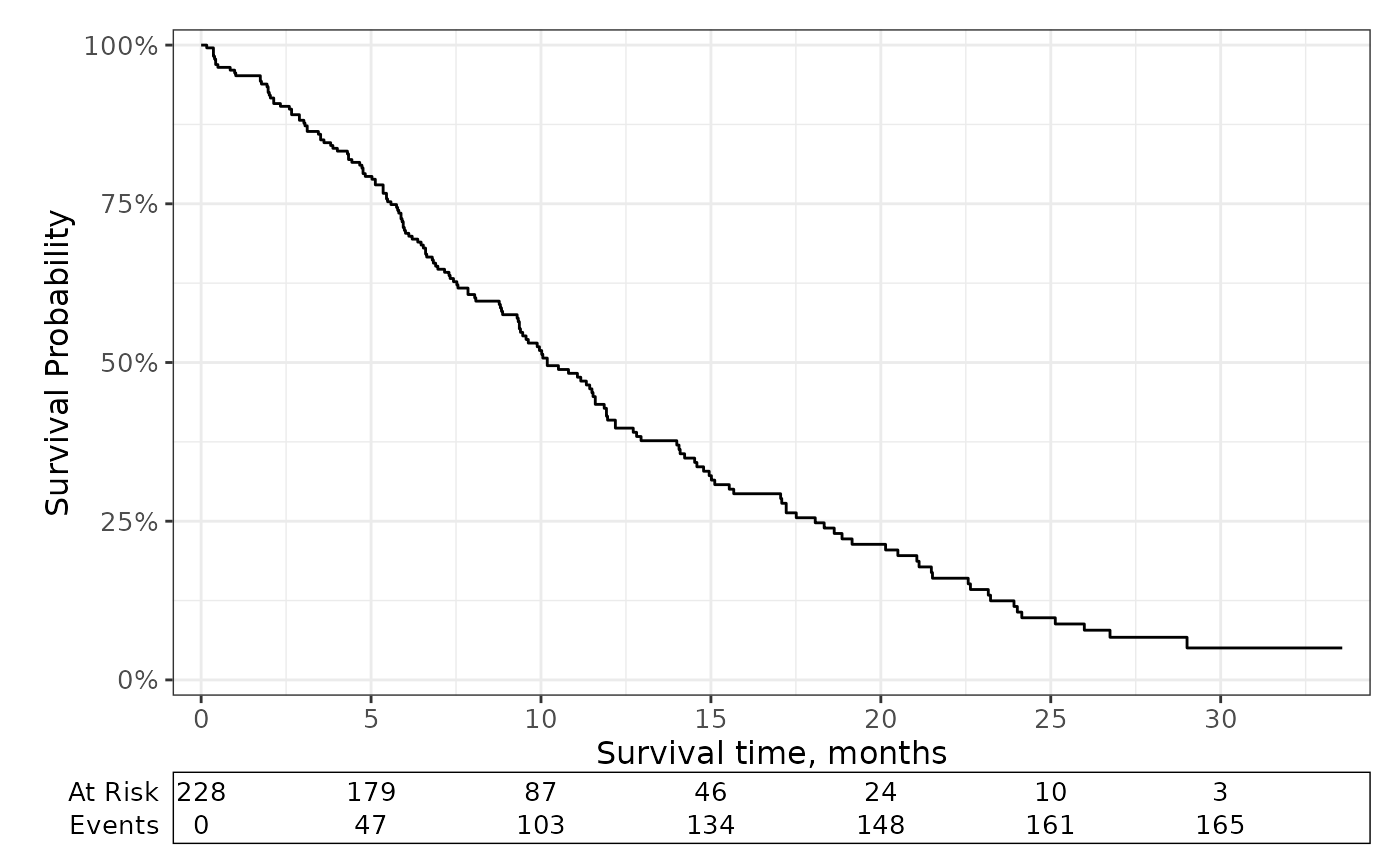 Survival Probability
100%
75%
50%
25%
0%
0 5 10 15 20 25 30
Survival time, months
At Risk 228 179 87 46 24 10 3
Events 0 47 103 134 148 161 165